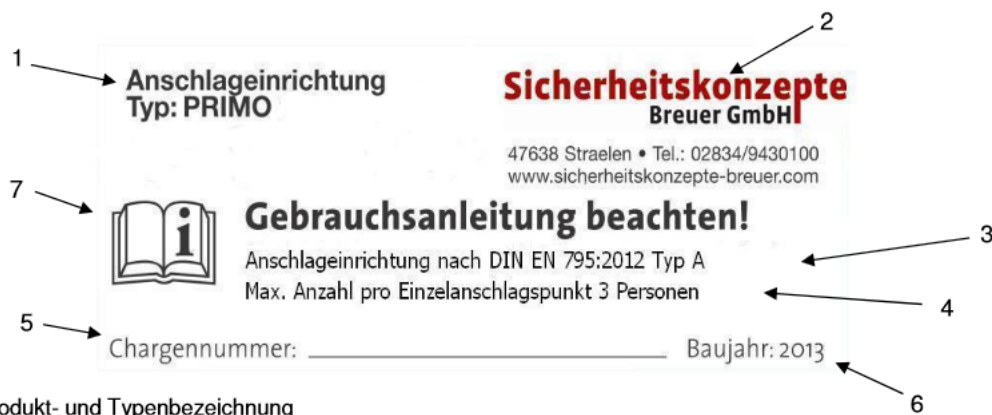 1
2
Anschlageinrichtung
Typ: PRIMO
Sicherheitskonzepte
Breuer GmbH
47638 Straelen • Tel.: 02834/9430100
www.sicherheitskonzepte-breuer.com
7
Gebrauchsanleitung beachten!
3
Anschlageinrichtung nach DIN EN 795:2012 Typ A
Max. Anzahl pro Einzelanschlagspunkt 3 Personen
4
5
Chargennummer: ____________________ Baujahr: 2013
6
und Typenbezeichnung